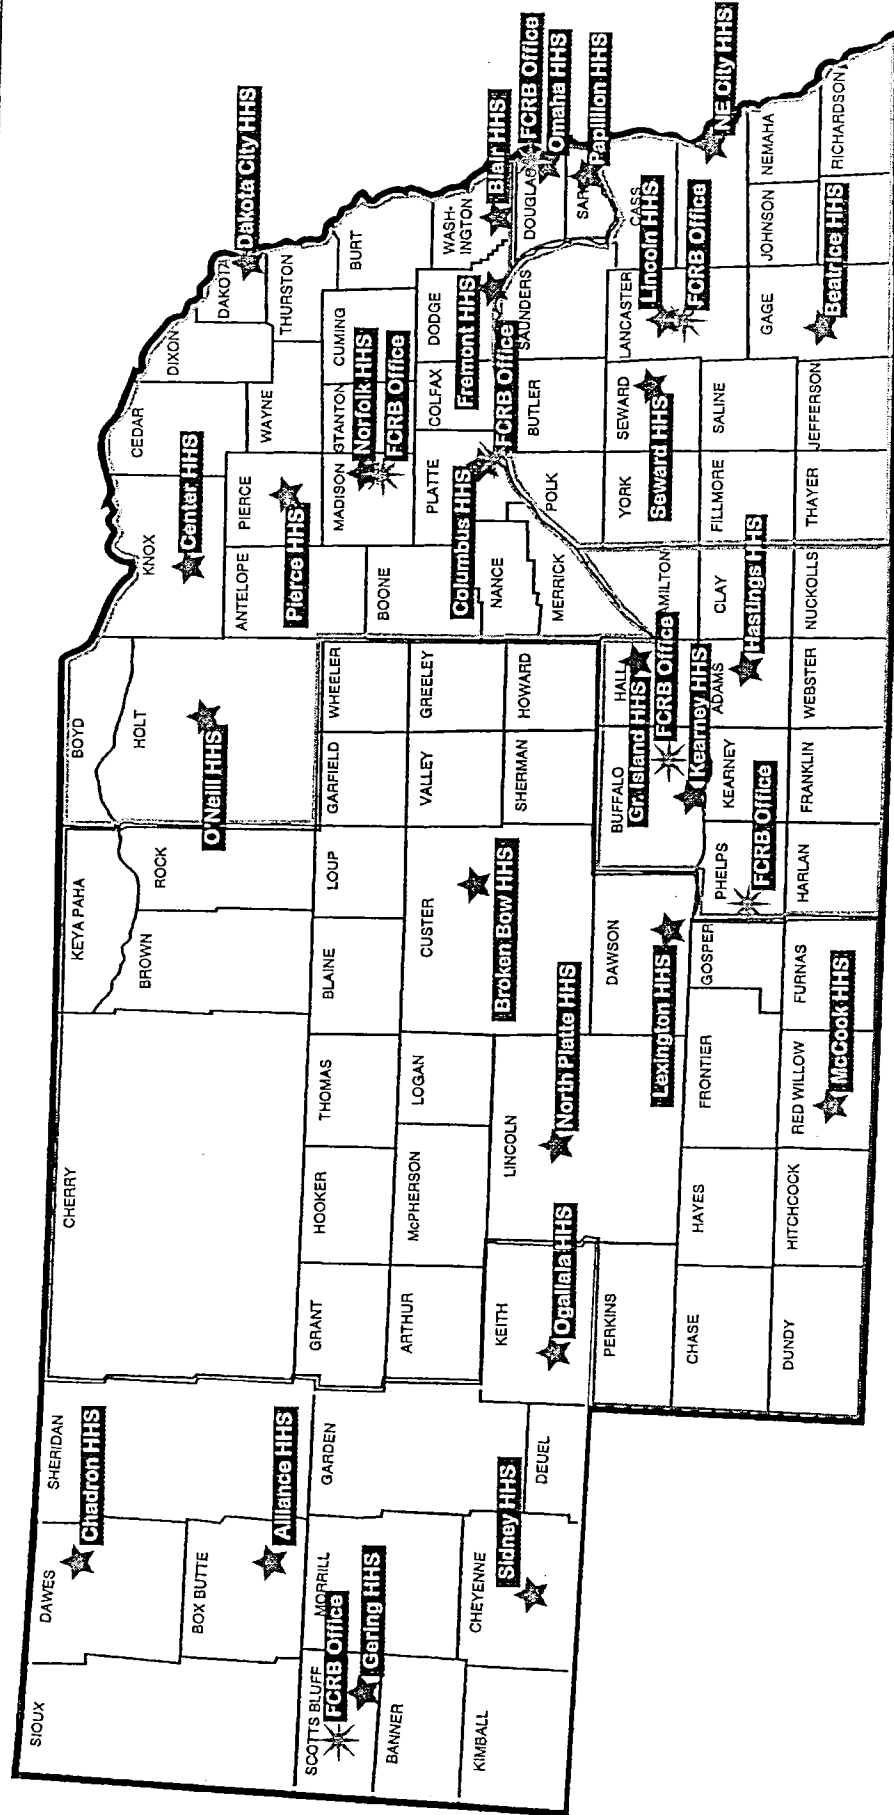 SIOUX
DAWES
SHERIDAN
Chadron HHS
BOX BUTTE
Alliance HHS
SCOTTS BLUFF
FCRB Office
MORRILL
Gering HHS
GARDEN
BANNER
KIMBALL
CHEYENNE
Sidney HHS
DEUEL
CHERRY
KEYA PAHA
BOYD
BROWN
ROCK
HOLT
O'Neill HHS
GRANT
HOOKER
THOMAS
BLAINE
LOUP
GARFIELD
WHEELER
ARTHUR
McPHERSON
LOGAN
CUSTER
Broken Bow HHS
VALLEY
GREELEY
SHERMAN
HOWARD
KEITH
Ogallala HHS
LINCOLN
North Platte HHS
PERKINS
DAWSON
Lexington HHS
BUFFALO
HALL
Gr. Island HHS
FCRB Office
Kearney HHS
CHASE
HAYES
FRONTIER
GOSPER
PHELPS
FCRB Office
KEARNEY
ADAMS
Hastings HHS
DUNDY
HITCHCOCK
RED WILLOW
McCook HHS
FURNAS
HARLAN
FRANKLIN
WEBSTER
KNOX
Center HHS
CEDAR
DIXON
DAKOTA
Dakota City HHS
ANTELOPE
PIERCE
Pierce HHS
WAYNE
THURSTON
BOONE
MADISON
Norfolk HHS
FCRB Office
STANTON
CUMING
BURT
NANCE
PLATTE
Columbus HHS
FCRB Office
COLFAX
DODGE
Fremont HHS
WASH-
INGTON
Blair HHS
MERRICK
POLK
BUTLER
SAUNDERS
DOUGLAS
FCRB Office
Omaha HHS
SAR
Papillion HHS
AMILTON
YORK
SEWARD
Seward HHS
LANCASTER
Lincoln HHS
FCRB Office
CASS
NE City HHS
CLAY
FILLMORE
SALINE
GAGE
Beatrice HHS
JOHNSON
NEMAHA
NUCKOLLS
THAYER
JEFFERSON
RICHARDSON